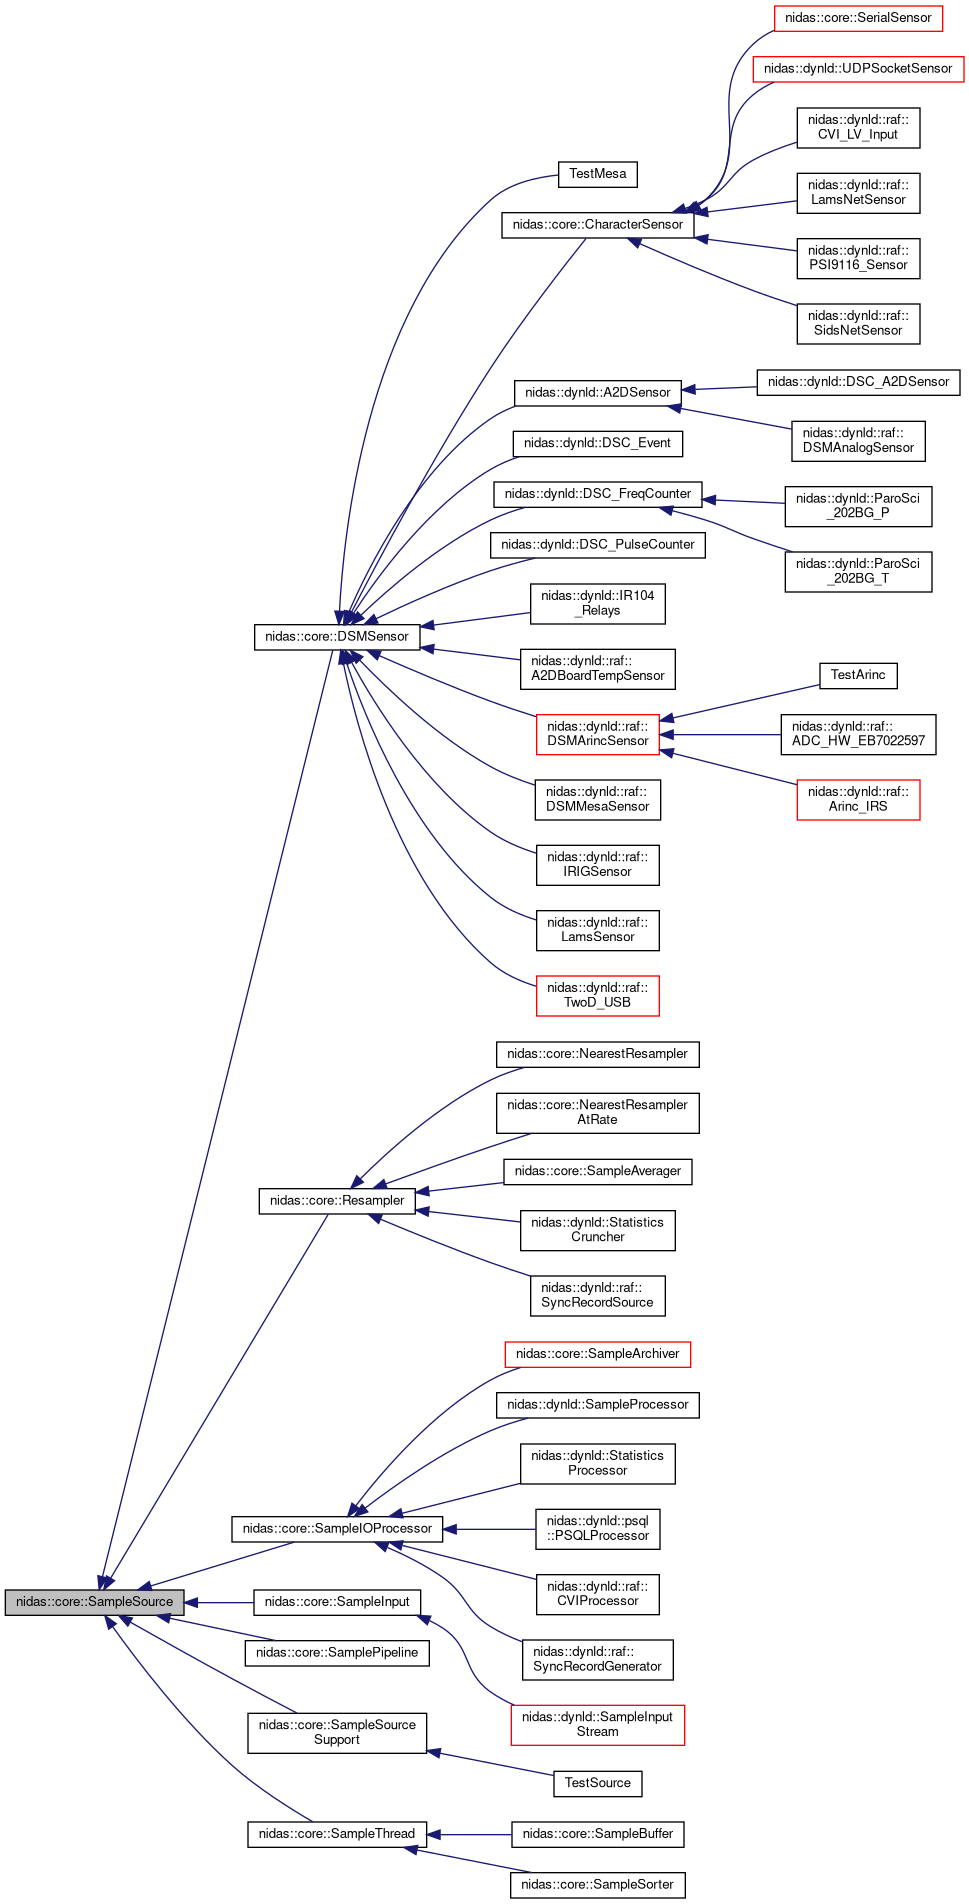 nidas::core::SerialSensor
nidas::dynld::UDPSocketSensor
nidas::dynld::raf::
CVI_LV_Input
TestMesa
nidas::dynld::raf::
LamsNetSensor
nidas::core::CharacterSensor
nidas::dynld::raf::
PSI9116_Sensor
nidas::dynld::raf::
SidsNetSensor
nidas::dynld::A2DSensor
nidas::dynld::DSC_A2DSensor
nidas::dynld::raf::
DSMAnalogSensor
nidas::dynld::DSC_Event
nidas::dynld::DSC_FreqCounter
nidas::dynld::ParoSci
_202BG_P
nidas::dynld::DSC_PulseCounter
nidas::dynld::ParoSci
_202BG_T
nidas::dynld::IR104
_Relays
nidas::core::DSMSensor
nidas::dynld::raf::
A2DBoardTempSensor
TestArinc
nidas::dynld::raf::
DSMArincSensor
nidas::dynld::raf::
ADC_HW_EB7022597
nidas::dynld::raf::
Arinc_IRS
nidas::dynld::raf::
DSMMesaSensor
nidas::dynld::raf::
IRIGSensor
nidas::dynld::raf::
LamsSensor
nidas::dynld::raf::
TwoD_USB
nidas::core::NearestResampler
nidas::core::NearestResampler
AtRate
nidas::core::SampleAverager
nidas::core::Resampler
nidas::dynld::Statistics
Cruncher
nidas::dynld::raf::
SyncRecordSource
nidas::core::SampleArchiver
nidas::dynld::SampleProcessor
nidas::dynld::Statistics
Processor
nidas::core::SampleIOProcessor
nidas::dynld::psql
::PSQLProcessor
nidas::dynld::raf::
CVIProcessor
nidas::core::SampleSource
nidas::core::SampleInput
nidas::core::SamplePipeline
nidas::dynld::raf::
SyncRecordGenerator
nidas::core::SampleSource
Support
nidas::dynld::SampleInput
Stream
TestSource
nidas::core::SampleThread
nidas::core::SampleBuffer
nidas::core::SampleSorter